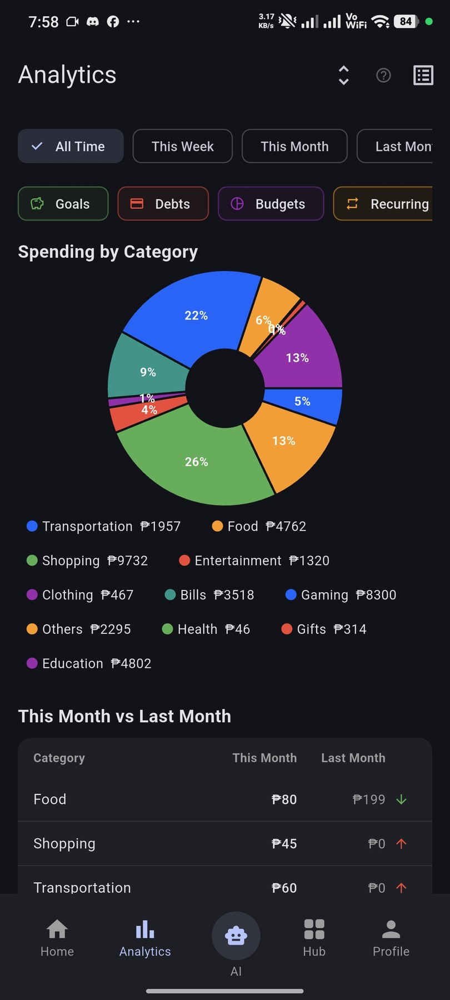 7:58 ... 3.17 KB/s Vo WiFi 84
Analytics
All Time This Week This Month Last Mon
Goals Debts Budgets Recurring
Spending by Category
22%
6%
0%
13%
9%
1%
5%
4%
13%
26%
Transportation ₱1957 Food ₱4762
Shopping ₱9732 Entertainment ₱1320
Clothing ₱467 Bills ₱3518 Gaming ₱8300
Others ₱2295 Health ₱46 Gifts ₱314
Education ₱4802
This Month vs Last Month
Category This Month Last Month
Food ₱80 ₱199
Shopping ₱45 ₱0
Transportation ₱60 ₱0
Home Analytics Hub Profile
AI